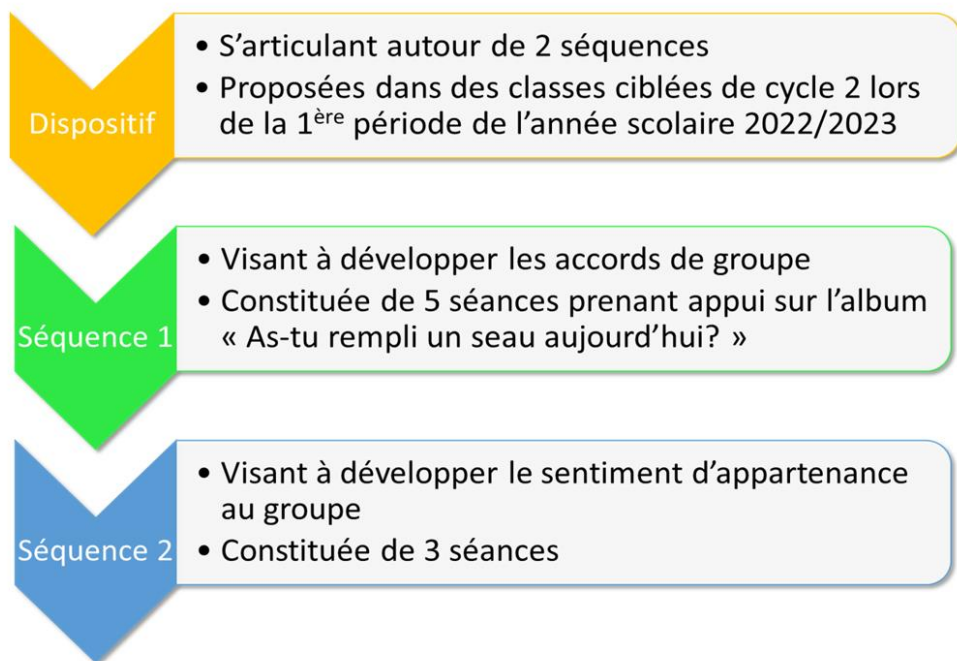 Dispositif
• S’articulant autour de 2 séquences
• Proposées dans des classes ciblées de cycle 2 lors
de la 1ère période de l’année scolaire 2022/2023
Séquence 1
• Visant à développer les accords de groupe
• Constituée de 5 séances prenant appui sur l’album
« As-tu rempli un seau aujourd’hui? »
Séquence 2
• Visant à développer le sentiment d’appartenance
au groupe
• Constituée de 3 séances